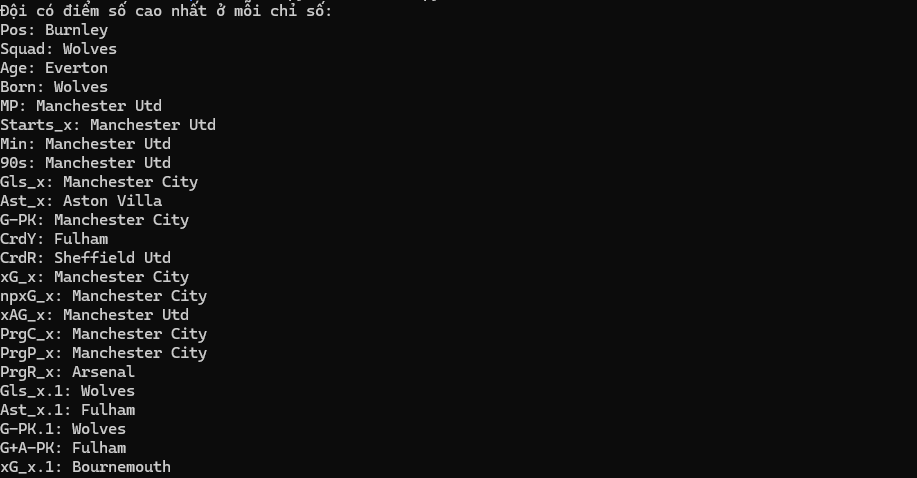 Đội có điểm số cao nhất ở mỗi chỉ số:
Pos: Burnley
Squad: Wolves
Age: Everton
Born: Wolves
MP: Manchester Utd
Starts_x: Manchester Utd
Min: Manchester Utd
90s: Manchester Utd
Gls_x: Manchester City
Ast_x: Aston Villa
G-PK: Manchester City
CrdY: Fulham
CrdR: Sheffield Utd
xG_x: Manchester City
npxG_x: Manchester City
xAG_x: Manchester Utd
PrgC_x: Manchester City
PrgP_x: Manchester City
PrgR_x: Arsenal
Gls_x.1: Wolves
Ast_x.1: Fulham
G-PK.1: Wolves
G+A-PK: Fulham
xG_x.1: Bournemouth